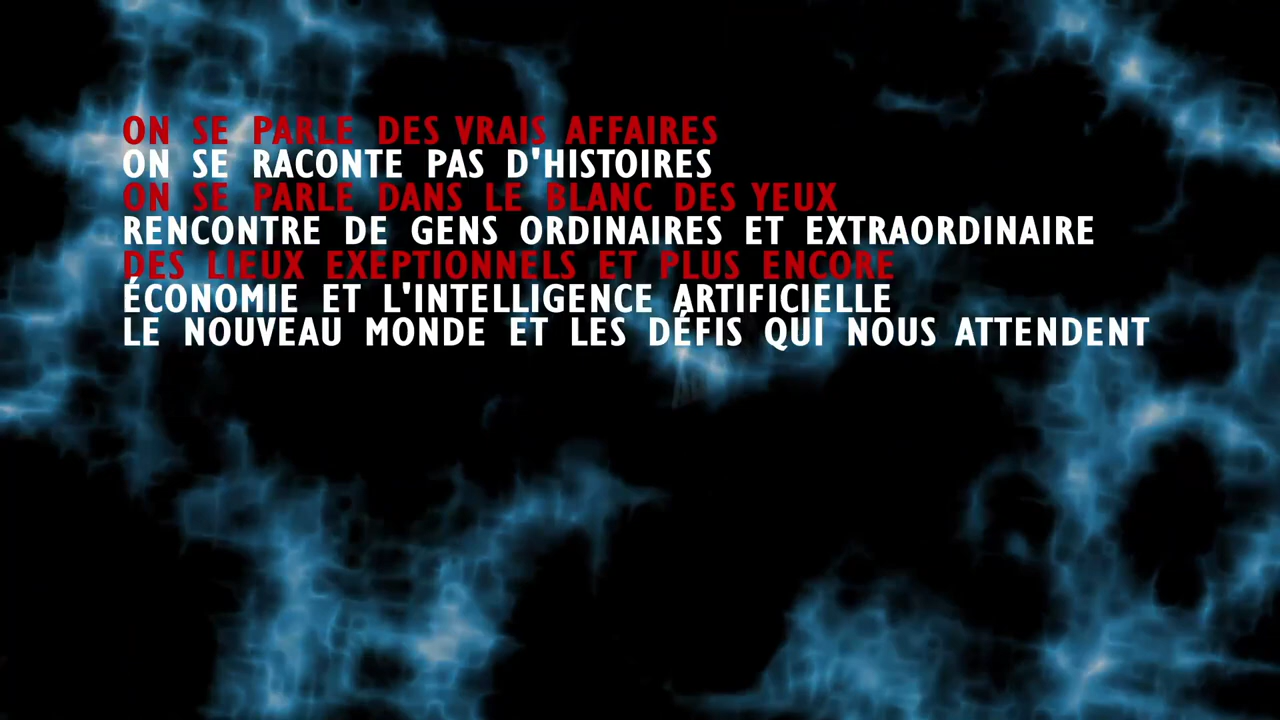 ON SE PARLE DES VRAIS AFFAIRES
ON SE RACONTE PAS D'HISTOIRES
ON SE PARLE DANS LE BLANC DES YEUX
RENCONTRE DE GENS ORDINAIRES ET EXTRAORDINAIRE
DES LIEUX EXEPTIONNELS ET PLUS ENCORE
ÉCONOMIE ET L'INTELLIGENCE ARTIFICIELLE
LE NOUVEAU MONDE ET LES DÉFIS QUI NOUS ATTENDENT